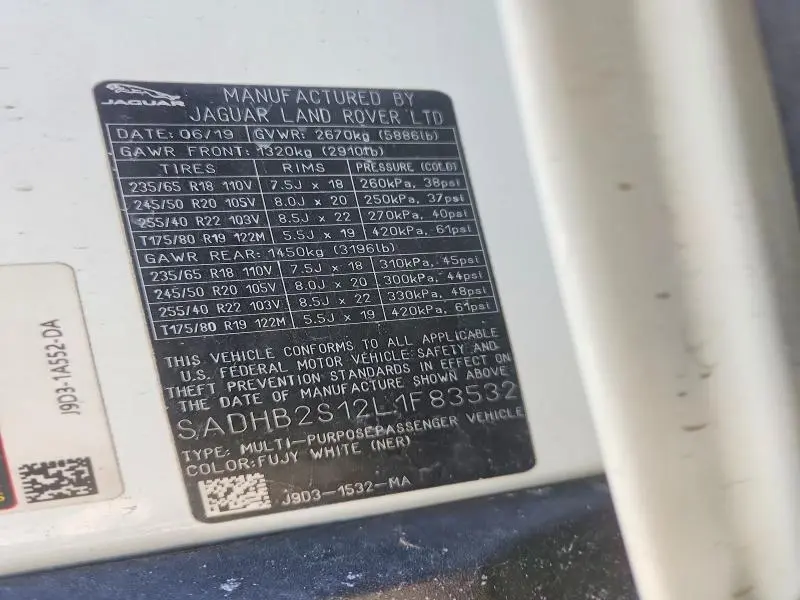 JAGUAR
MANUFACTURED BY
JAGUAR LAND ROVER LTD
DATE: 06/19 GVWR: 2670kg (5886lb)
GAWR FRONT: 1320kg (2910lb)
TIRES RIMS PRESSURE (COLD)
235/65 R18 110V 7.5J x 18 260kPa, 38psi
245/50 R20 105V 8.0J x 20 250kPa, 37psi
255/40 R22 103V 8.5J x 22 270kPa, 40psi
T175/80 R19 122M 5.5J x 19 420kPa, 61psi
GAWR REAR: 1450kg (3196lb)
235/65 R18 110V 7.5J x 18 310kPa, 45psi
245/50 R20 105V 8.0J x 20 300kPa, 44psi
255/40 R22 103V 8.5J x 22 330kPa, 48psi
T175/80 R19 122M 5.5J x 19 420kPa, 61psi
THIS VEHICLE CONFORMS TO ALL APPLICABLE
U.S. FEDERAL MOTOR VEHICLE SAFETY AND
THEFT PREVENTION STANDARDS IN EFFECT ON
THE DATE OF MANUFACTURE SHOWN ABOVE
SADHB2S12L1F83532
TYPE: MULTI-PURPOSEPASSENGER VEHICLE
COLOR:FUJY WHITE (NER)
J9D3-1532-MA
J9D3-1A552-DA